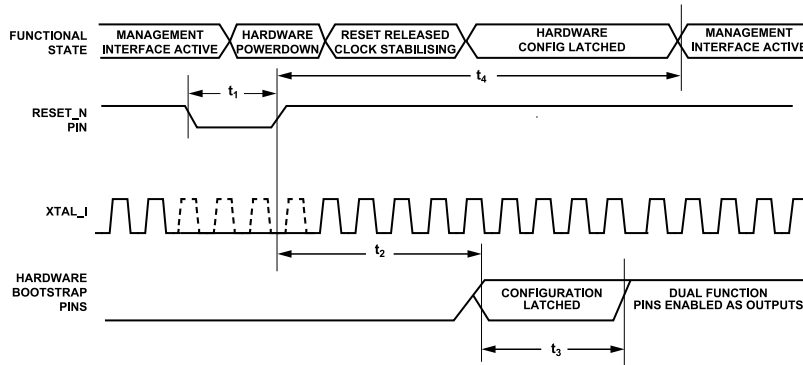 FUNCTIONAL
STATE
MANAGEMENT
INTERFACE ACTIVE
HARDWARE
POWERDOWN
RESET RELEASED
CLOCK STABILISING
HARDWARE
CONFIG LATCHED
MANAGEMENT
INTERFACE ACTIVE
t1
t4
RESET_N
PIN
XTAL_I
t2
HARDWARE
BOOTSTRAP
PINS
CONFIGURATION
LATCHED
DUAL FUNCTION
PINS ENABLED AS OUTPUTS
t3